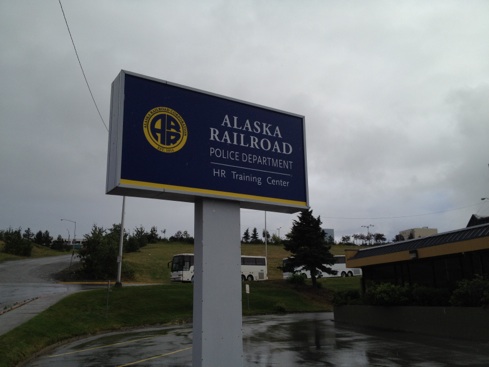 ALASKA
RAILROAD
POLICE DEPARTMENT
HR Training Center